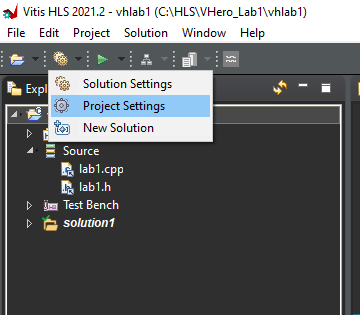 Vitis HLS 2021.2 - vhlab1 (C:\HLS\VHero_Lab1\vhlab1)
File Edit Project Solution Window Help
Expl
Solution Settings
Project Settings
New Solution
Source
lab1.cpp
lab1.h
Test Bench
solution1